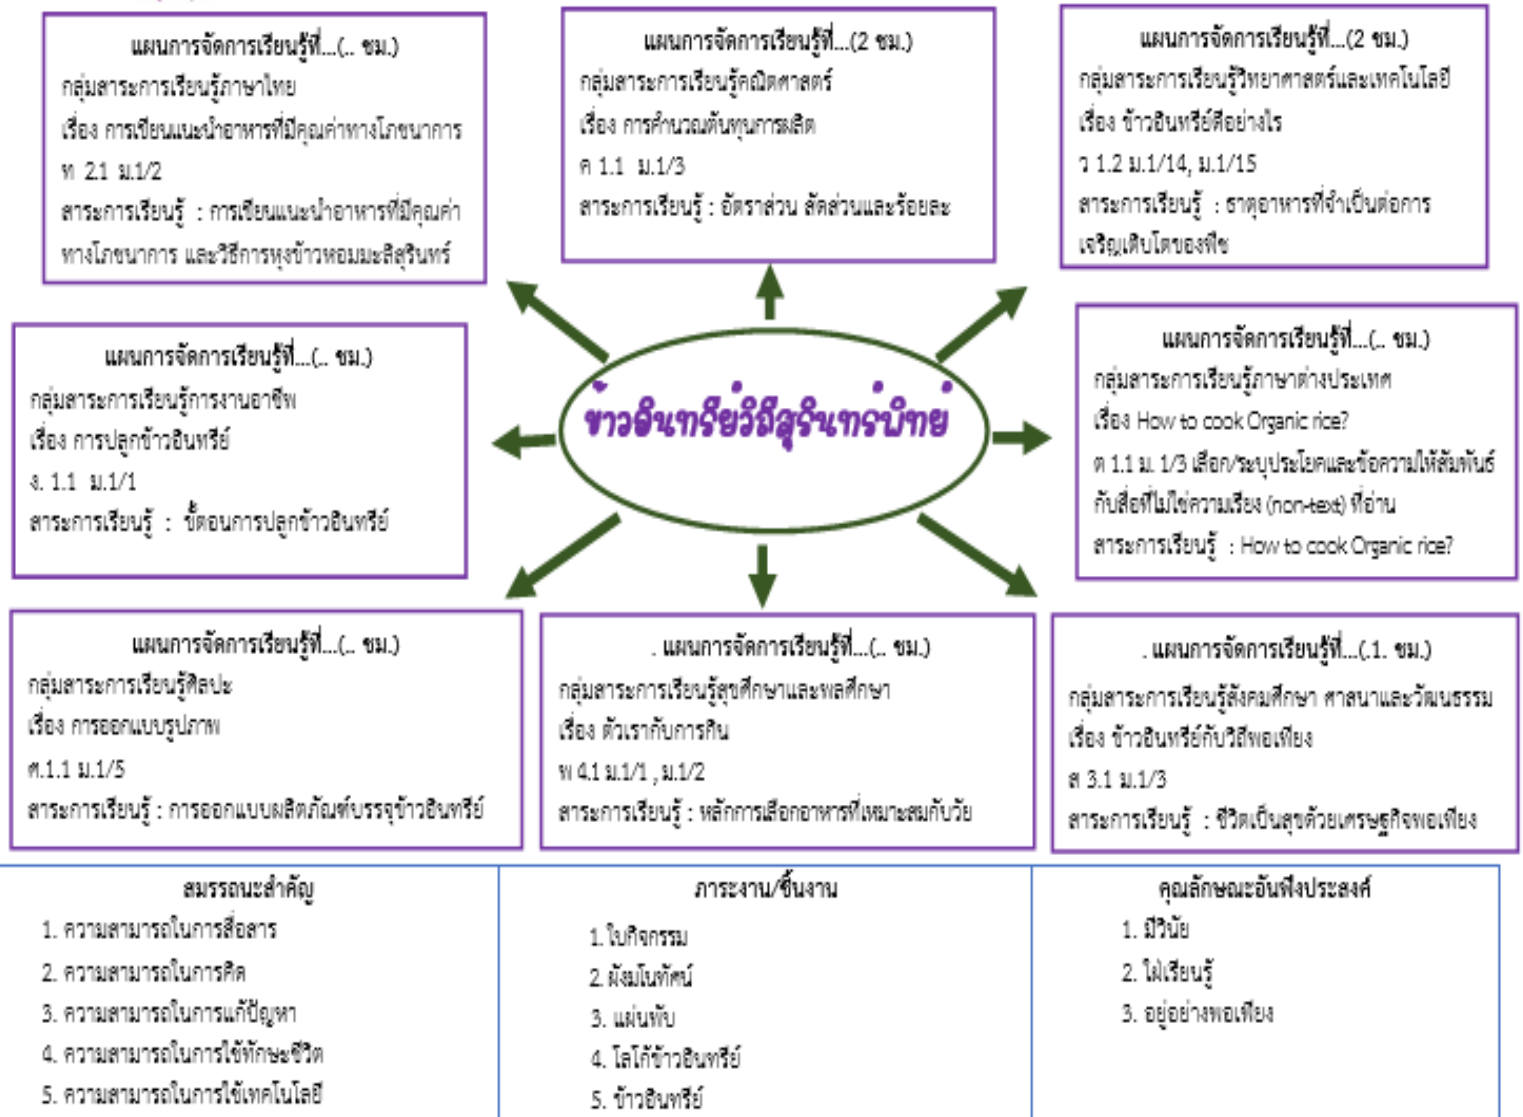 แผนการจัดการเรียนรู้ที่...(.. ชม.)
กลุ่มสาระการเรียนรู้ภาษาไทย
เรื่อง การเขียนแนะนำอาหารที่มีคุณค่าทางโภชนาการ
ท 2.1 ม.1/2
สาระการเรียนรู้ : การเขียนแนะนำอาหารที่มีคุณค่า
ทางโภชนาการ และวิธีการหุงข้าวหอมมะลิสุรินทร์
แผนการจัดการเรียนรู้ที่...(2 ชม.)
กลุ่มสาระการเรียนรู้คณิตศาสตร์
เรื่อง การคำนวณต้นทุนการผลิต
ค 1.1 ม.1/3
สาระการเรียนรู้ : อัตราส่วน สัดส่วนและร้อยละ
แผนการจัดการเรียนรู้ที่...(2 ชม.)
กลุ่มสาระการเรียนรู้วิทยาศาสตร์และเทคโนโลยี
เรื่อง ข้าวอินทรีย์ดีอย่างไร
ว 1.2 ม.1/14, ม.1/15
สาระการเรียนรู้ : ธาตุอาหารที่จำเป็นต่อการ
เจริญเติบโตของพืช
แผนการจัดการเรียนรู้ที่...(.. ชม.)
กลุ่มสาระการเรียนรู้การงานอาชีพ
เรื่อง การปลูกข้าวอินทรีย์
ง. 1.1 ม.1/1
สาระการเรียนรู้ : ขั้ตอนการปลูกข้าวอินทรีย์
ข้าวอินทรีย์วิถีสุรินทร์พิทย์
แผนการจัดการเรียนรู้ที่...(.. ชม.)
กลุ่มสาระการเรียนรู้ภาษาต่างประเทศ
เรื่อง How to cook Organic rice?
ต 1.1 ม. 1/3 เลือก/ระบุประโยคและข้อความให้สัมพันธ์
กับสื่อที่ไม่ใช่ความเรียง (non-text) ที่อ่าน
สาระการเรียนรู้ : How to cook Organic rice?
แผนการจัดการเรียนรู้ที่...(.. ชม.)
กลุ่มสาระการเรียนรู้ศิลปะ
เรื่อง การออกแบบรูปภาพ
ศ.1.1 ม.1/5
สาระการเรียนรู้ : การออกแบบผลิตภัณฑ์บรรจุข้าวอินทรีย์
. แผนการจัดการเรียนรู้ที่...(.. ชม.)
กลุ่มสาระการเรียนรู้สุขศึกษาและพลศึกษา
เรื่อง ตัวเรากับการกิน
พ 4.1 ม.1/1 , ม.1/2
สาระการเรียนรู้ : หลักการเลือกอาหารที่เหมาะสมกับวัย
. แผนการจัดการเรียนรู้ที่...(.1. ชม.)
กลุ่มสาระการเรียนรู้สังคมศึกษา ศาสนาและวัฒนธรรม
เรื่อง ข้าวอินทรีย์กับวิถีพอเพียง
ส 3.1 ม.1/3
สาระการเรียนรู้ : ชีวิตเป็นสุขด้วยเศรษฐกิจพอเพียง
สมรรถนะสำคัญ
1. ความสามารถในการสื่อสาร
2. ความสามารถในการคิด
3. ความสามารถในการแก้ปัญหา
4. ความสามารถในการใช้ทักษะชีวิต
5. ความสามารถในการใช้เทคโนโลยี
ภาระงาน/ชิ้นงาน
1. ใบกิจกรรม
2. ผังมโนทัศน์
3. แผ่นพับ
4. โลโก้ข้าวอินทรีย์
5. ข้าวอินทรีย์
คุณลักษณะอันพึงประสงค์
1. มีวินัย
2. ใฝ่เรียนรู้
3. อยู่อย่างพอเพียง